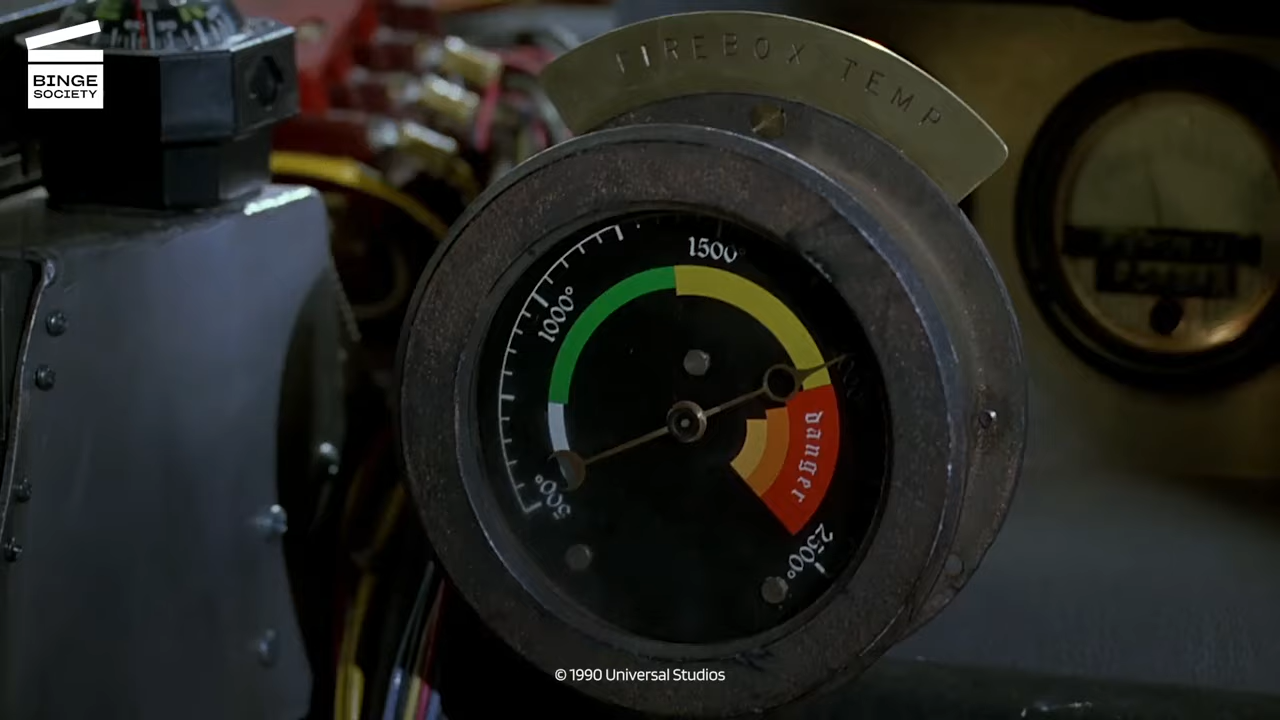 BINGE
SOCIETY
FIREBOX TEMP
1500°
1000°
500°
danger
2500°
© 1990 Universal Studios